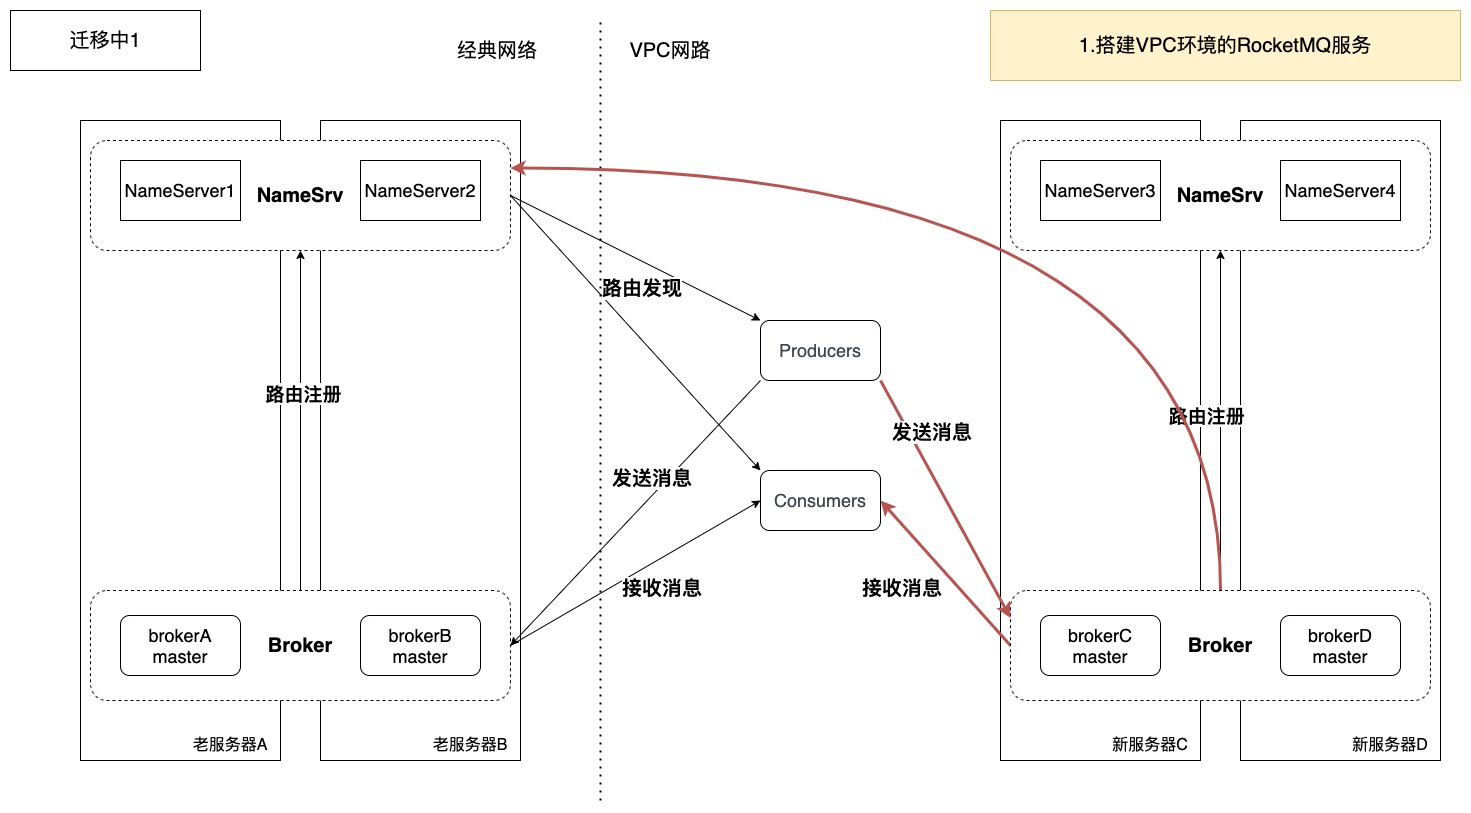 迁移中1
经典网络
VPC网路
1.搭建VPC环境的RocketMQ服务
NameServer1
NameSrv
NameServer2
NameServer3
NameSrv
NameServer4
路由发现
Producers
路由注册
路由注册
发送消息
发送消息
Consumers
接收消息
接收消息
brokerA
master
Broker
brokerB
master
brokerC
master
Broker
brokerD
master
老服务器A
老服务器B
新服务器C
新服务器D